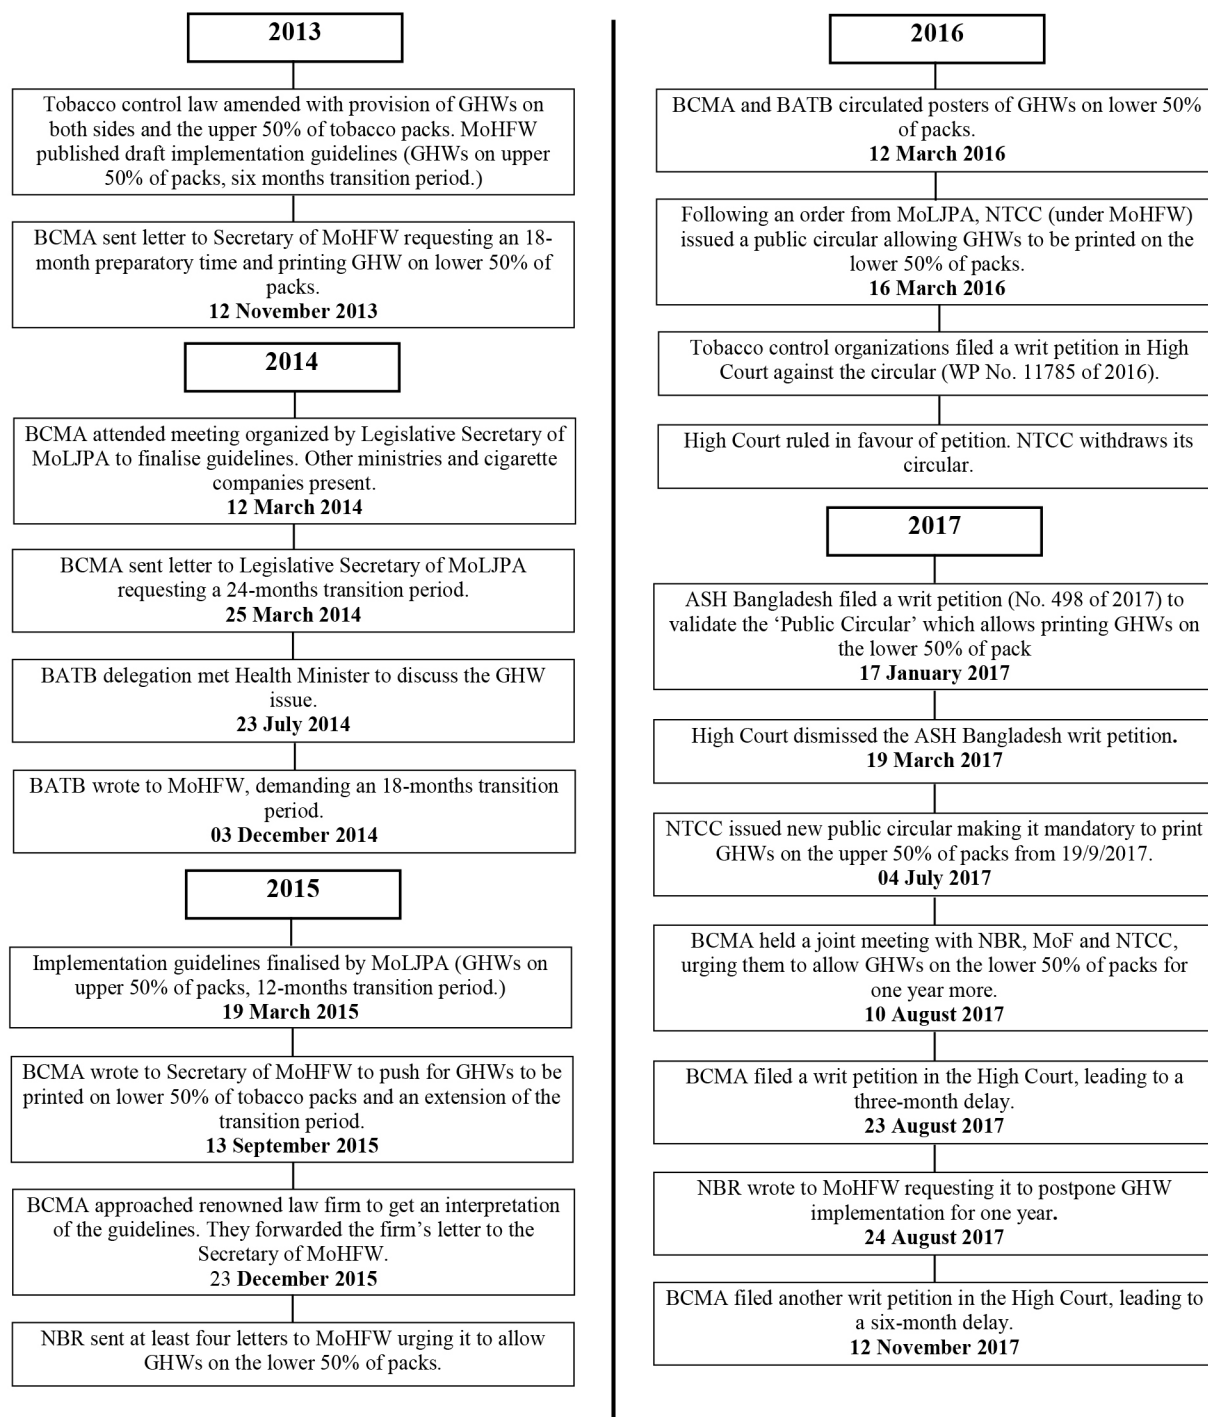 2013
Tobacco control law amended with provision of GHWs on
both sides and the upper 50% of tobacco packs. MoHFW
published draft implementation guidelines (GHWs on upper
50% of packs, six months transition period.)
BCMA sent letter to Secretary of MoHFW requesting an 18-
month preparatory time and printing GHW on lower 50% of
packs.
12 November 2013
2014
BCMA attended meeting organized by Legislative Secretary of
MoLJPA to finalise guidelines. Other ministries and cigarette
companies present.
12 March 2014
BCMA sent letter to Legislative Secretary of MoLJPA
requesting a 24-months transition period.
25 March 2014
BATB delegation met Health Minister to discuss the GHW
issue.
23 July 2014
BATB wrote to MoHFW, demanding an 18-months transition
period.
03 December 2014
2015
Implementation guidelines finalised by MoLJPA (GHWs on
upper 50% of packs, 12-months transition period.)
19 March 2015
BCMA wrote to Secretary of MoHFW to push for GHWs to be
printed on lower 50% of tobacco packs and an extension of the
transition period.
13 September 2015
BCMA approached renowned law firm to get an interpretation
of the guidelines. They forwarded the firm’s letter to the
Secretary of MoHFW.
23 December 2015
NBR sent at least four letters to MoHFW urging it to allow
GHWs on the lower 50% of packs.
2016
BCMA and BATB circulated posters of GHWs on lower 50%
of packs.
12 March 2016
Following an order from MoLJPA, NTCC (under MoHFW)
issued a public circular allowing GHWs to be printed on the
lower 50% of packs.
16 March 2016
Tobacco control organizations filed a writ petition in High
Court against the circular (WP No. 11785 of 2016).
High Court ruled in favour of petition. NTCC withdraws its
circular.
2017
ASH Bangladesh filed a writ petition (No. 498 of 2017) to
validate the ‘Public Circular’ which allows printing GHWs on
the lower 50% of pack
17 January 2017
High Court dismissed the ASH Bangladesh writ petition.
19 March 2017
NTCC issued new public circular making it mandatory to print
GHWs on the upper 50% of packs from 19/9/2017.
04 July 2017
BCMA held a joint meeting with NBR, MoF and NTCC,
urging them to allow GHWs on the lower 50% of packs for
one year more.
10 August 2017
BCMA filed a writ petition in the High Court, leading to a
three-month delay.
23 August 2017
NBR wrote to MoHFW requesting it to postpone GHW
implementation for one year.
24 August 2017
BCMA filed another writ petition in the High Court, leading to
a six-month delay.
12 November 2017